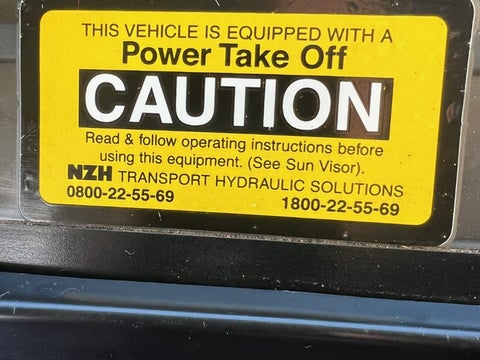 THIS VEHICLE IS EQUIPPED WITH A
Power Take Off
CAUTION
Read & follow operating instructions before
using this equipment. (See Sun Visor).
NZH TRANSPORT HYDRAULIC SOLUTIONS
0800-22-55-69 1800-22-55-69